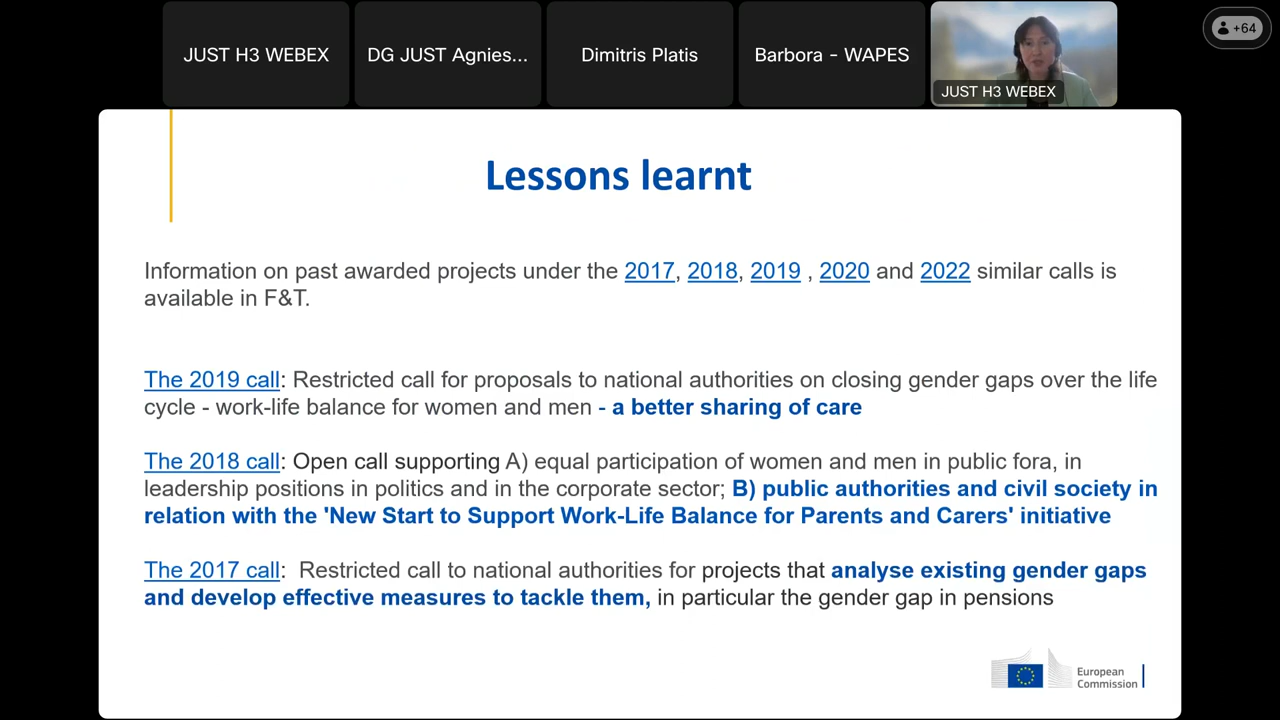 JUST H3 WEBEX
DG JUST Agnies...
Dimitris Platis
Barbora - WAPES
JUST H3 WEBEX
+64
Lessons learnt
Information on past awarded projects under the 2017, 2018, 2019 , 2020 and 2022 similar calls is
available in F&T.
The 2019 call: Restricted call for proposals to national authorities on closing gender gaps over the life
cycle - work-life balance for women and men - a better sharing of care
The 2018 call: Open call supporting A) equal participation of women and men in public fora, in
leadership positions in politics and in the corporate sector; B) public authorities and civil society in
relation with the 'New Start to Support Work-Life Balance for Parents and Carers' initiative
The 2017 call:  Restricted call to national authorities for projects that analyse existing gender gaps
and develop effective measures to tackle them, in particular the gender gap in pensions
European
Commission